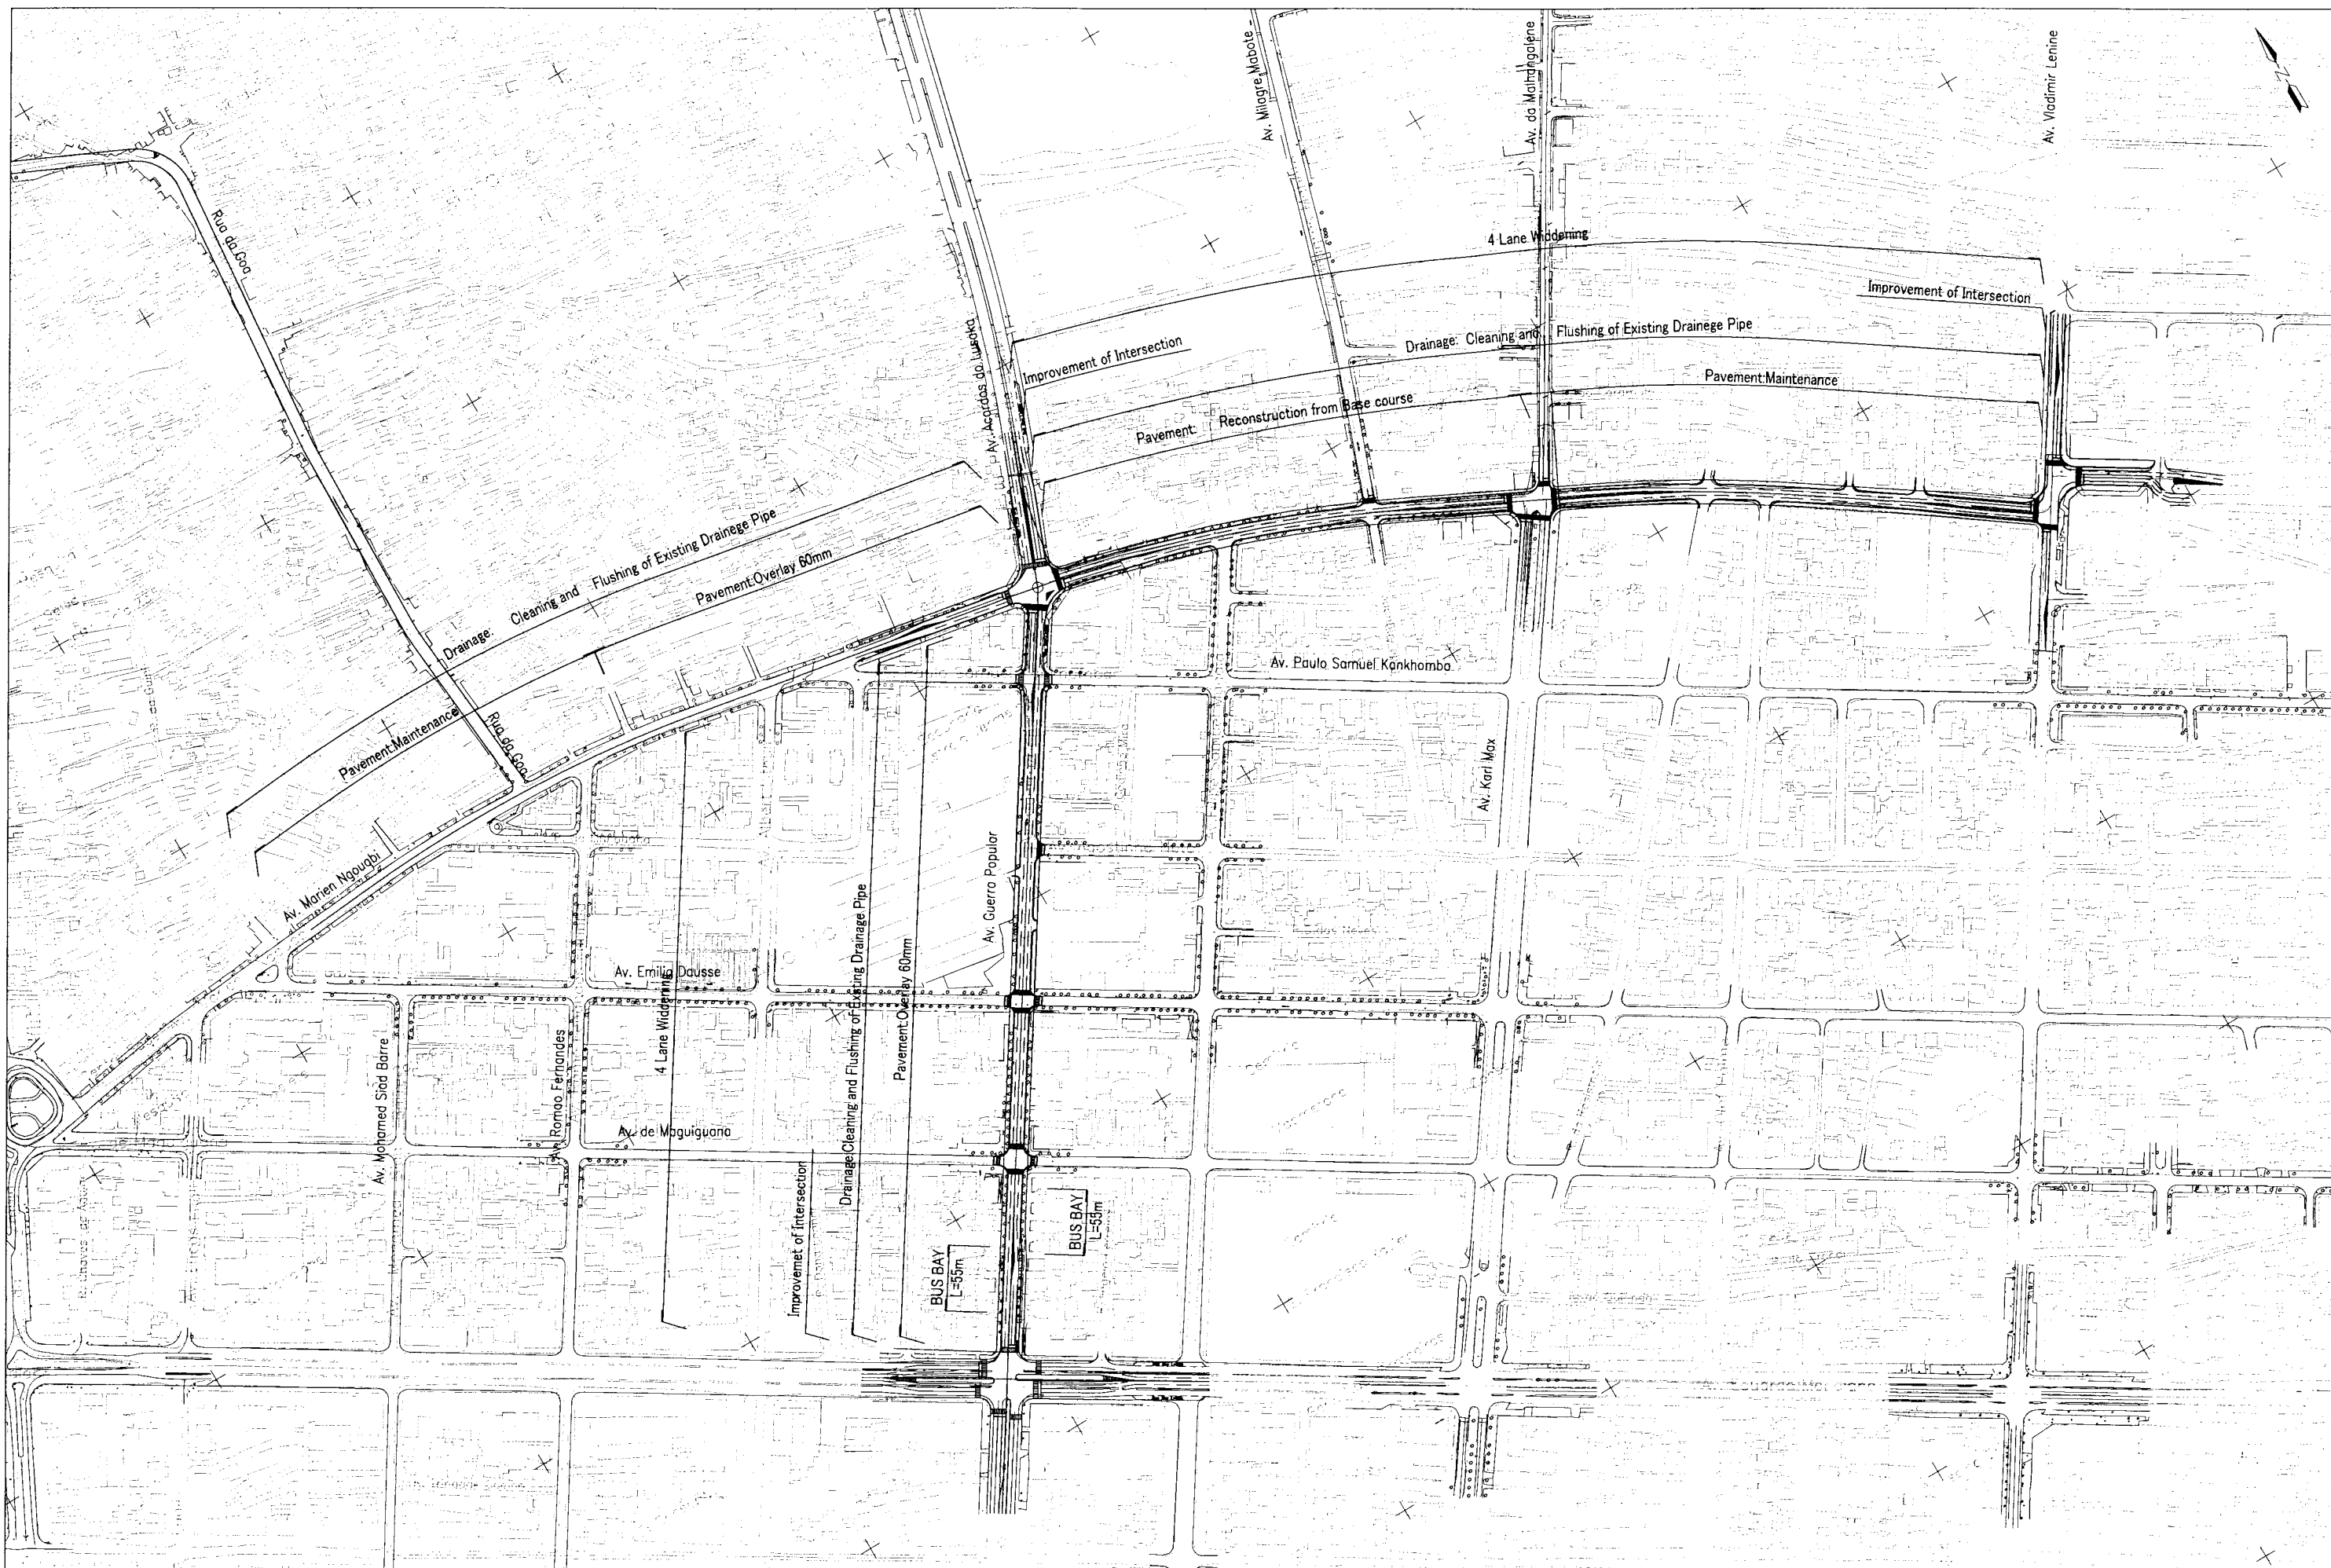 Av. Milagre Mabote
Av. da Malhangalene
Av. Vladimir Lenine
N
Rua da Goa
4 Lane Widdening
Improvement of Intersection
Av. Acordos do Lusaka
Improvement of Intersection
Drainage: Cleaning and Flushing of Existing Drainege Pipe
Pavement:Maintenance
Pavement: Reconstruction from Base course
Drainage: Cleaning and Flushing of Existing Drainege Pipe
Pavement:Overlay 60mm
Pavement:Maintenance
Rua da Goa
Av. Paulo Samuel Kankhomba
Av. Karl Max
Av. Marien Ngouabi
Av. Guerro Popular
Av. Emilia Dausse
4 Lane Widdening
Drainage:Cleaning and Flushing of Existing Drainage Pipe
Pavement:Overlay 60mm
Av. Mohamed Siad Barre
Av. Romao Fernandes
Av. de Maguiguana
Improvemet of Intersection
BUS BAY
L=55m
BUS BAY
L=55m